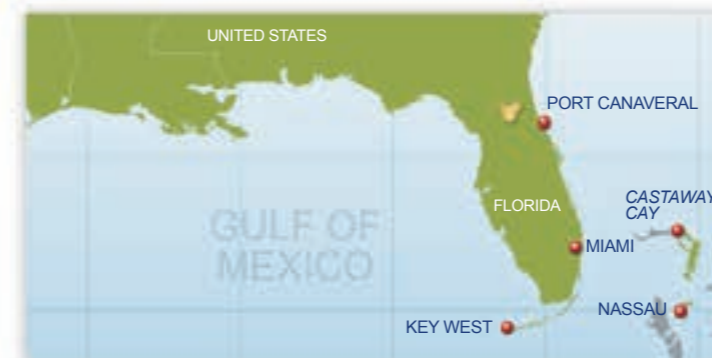 UNITED STATES
PORT CANAVERAL
FLORIDA
CASTAWAY
CAY
GULF OF
MEXICO
MIAMI
NASSAU
KEY WEST